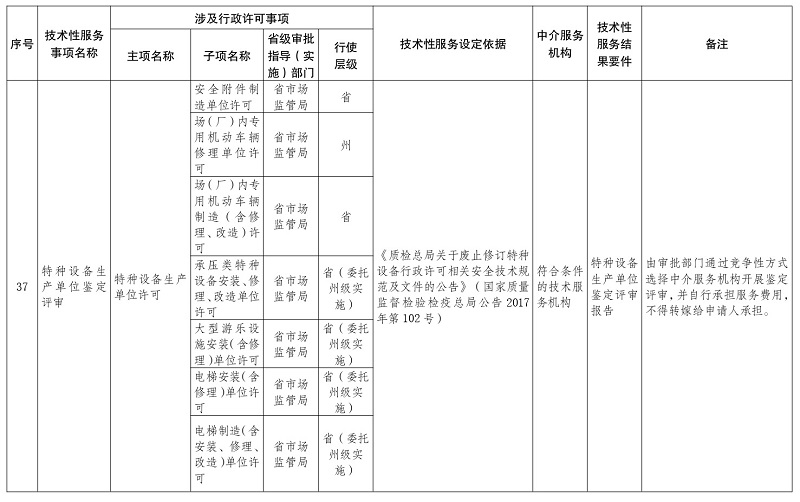 序号
技术性服务
事项名称
涉及行政许可事项
主项名称
子项名称
省级审批
指导（实
施）部门
行使
层级
技术性服务设定依据
中介服务
机构
技术性
服务结
果要件
备注
37
特种设备生
产单位鉴定
评审
特种设备生产
单位许可
安全附件制
造单位许可
省市场
监管局
省
场(厂)内专
用机动车辆
修理单位许
可
省市场
监管局
州
场(厂)内专
用机动车辆
制造(含修
理、改造)许
可
省市场
监管局
省
承压类特种
设备安装、修
理、改造单位
许可
省市场
监管局
省（委托
州级实
施）
大型游乐设
施安装(含修
理)单位许可
省市场
监管局
省（委托
州级实
施）
电梯安装(含
修理)单位许
可
省市场
监管局
省（委托
州级实
施）
电梯制造(含
安装、修理、
改造)单位许
可
省市场
监管局
省（委托
州级实
施）
《质检总局关于废止修订特种
设备行政许可相关安全技术规
范及文件的公告》（国家质量
监督检验检疫总局公告 2017
年第 102 号）
符合条件
的技术服
务机构
特种设备
生产单位
鉴定评审
报告
由审批部门通过竞争性方式
选择中介服务机构开展鉴定
评审,并自行承担服务费用,
不得转嫁给申请人承担。